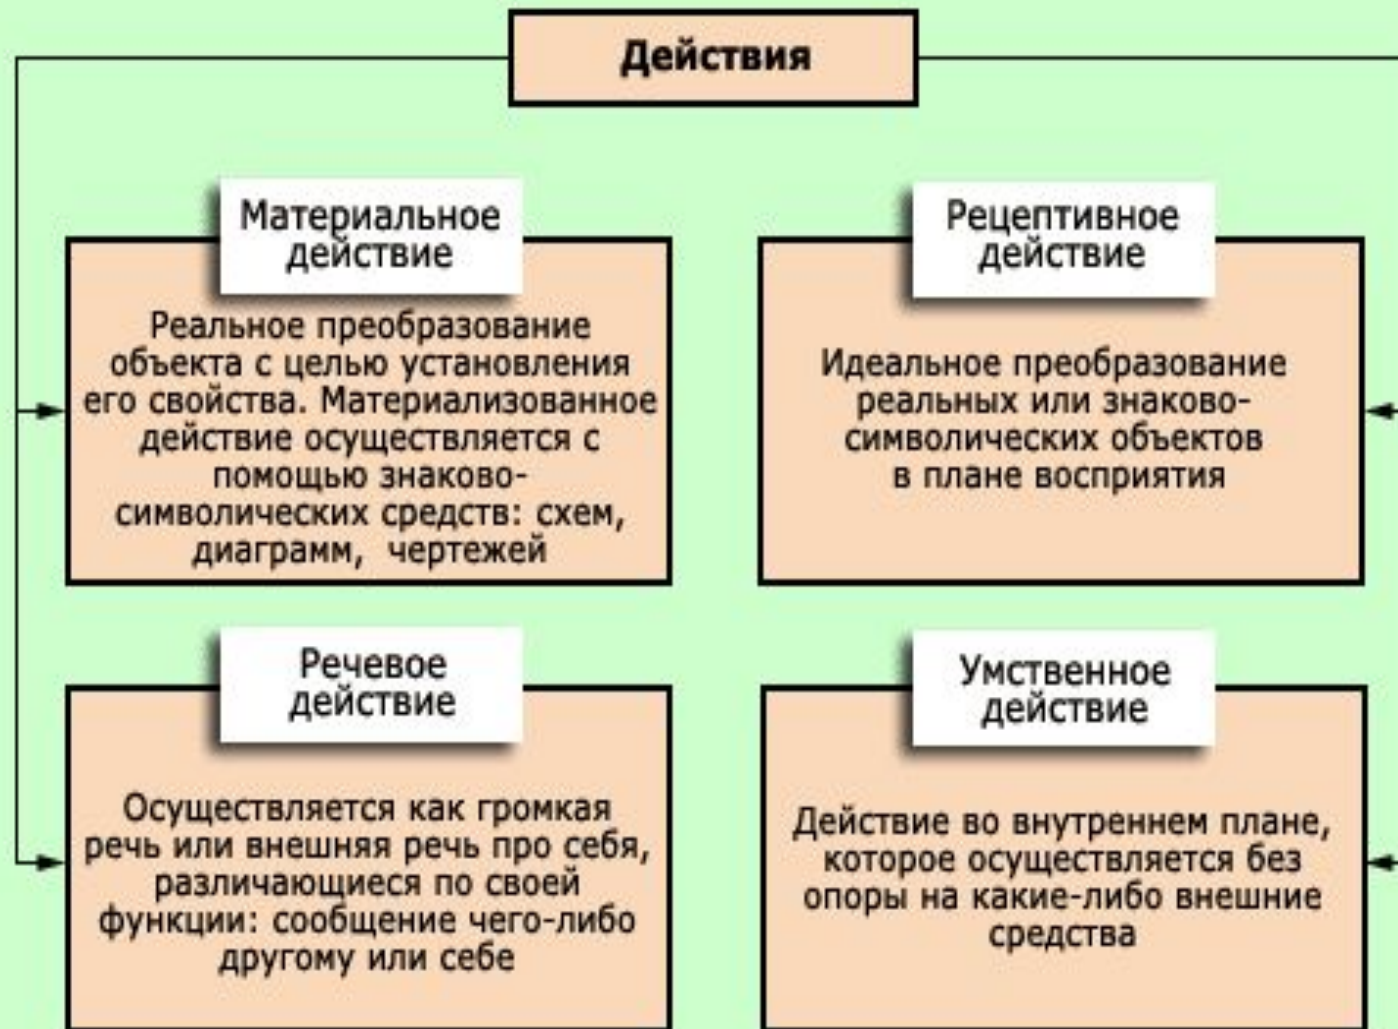 Действия
Материальное
действие
Реальное преобразование
объекта с целью установления
его свойства. Материализованное
действие осуществляется с
помощью знаково-
символических средств: схем,
диаграмм, чертежей
Рецептивное
действие
Идеальное преобразование
реальных или знаково-
символических объектов
в плане восприятия
Речевое
действие
Осуществляется как громкая
речь или внешняя речь про себя,
различающиеся по своей
функции: сообщение чего-либо
другому или себе
Умственное
действие
Действие во внутреннем плане,
которое осуществляется без
опоры на какие-либо внешние
средства